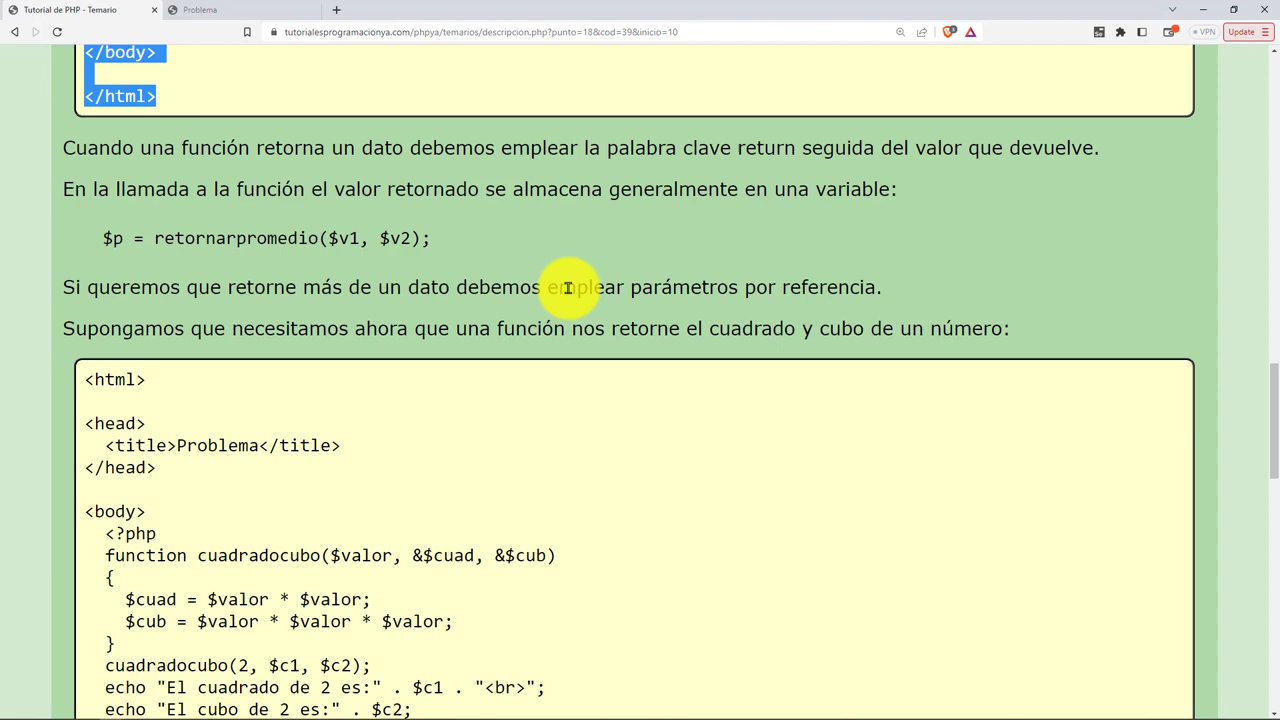 Tutorial de PHP - Temario
Problema
tutorialesprogramacionya.com/phpya/temarios/descripcion.php?punto=18&cod=39&inicio=10
VPN
Update
</body>
</html>
Cuando una función retorna un dato debemos emplear la palabra clave return seguida del valor que devuelve.
En la llamada a la función el valor retornado se almacena generalmente en una variable:
$p = retornarpromedio($v1, $v2);
Si queremos que retorne más de un dato debemos emplear parámetros por referencia.
Supongamos que necesitamos ahora que una función nos retorne el cuadrado y cubo de un número:
<html>
<head>
<title>Problema</title>
</head>
<body>
<?php
function cuadradocubo($valor, &$cuad, &$cub)
{
$cuad = $valor * $valor;
$cub = $valor * $valor * $valor;
}
cuadradocubo(2, $c1, $c2);
echo "El cuadrado de 2 es:" . $c1 . "<br>";
echo "El cubo de 2 es:" . $c2;